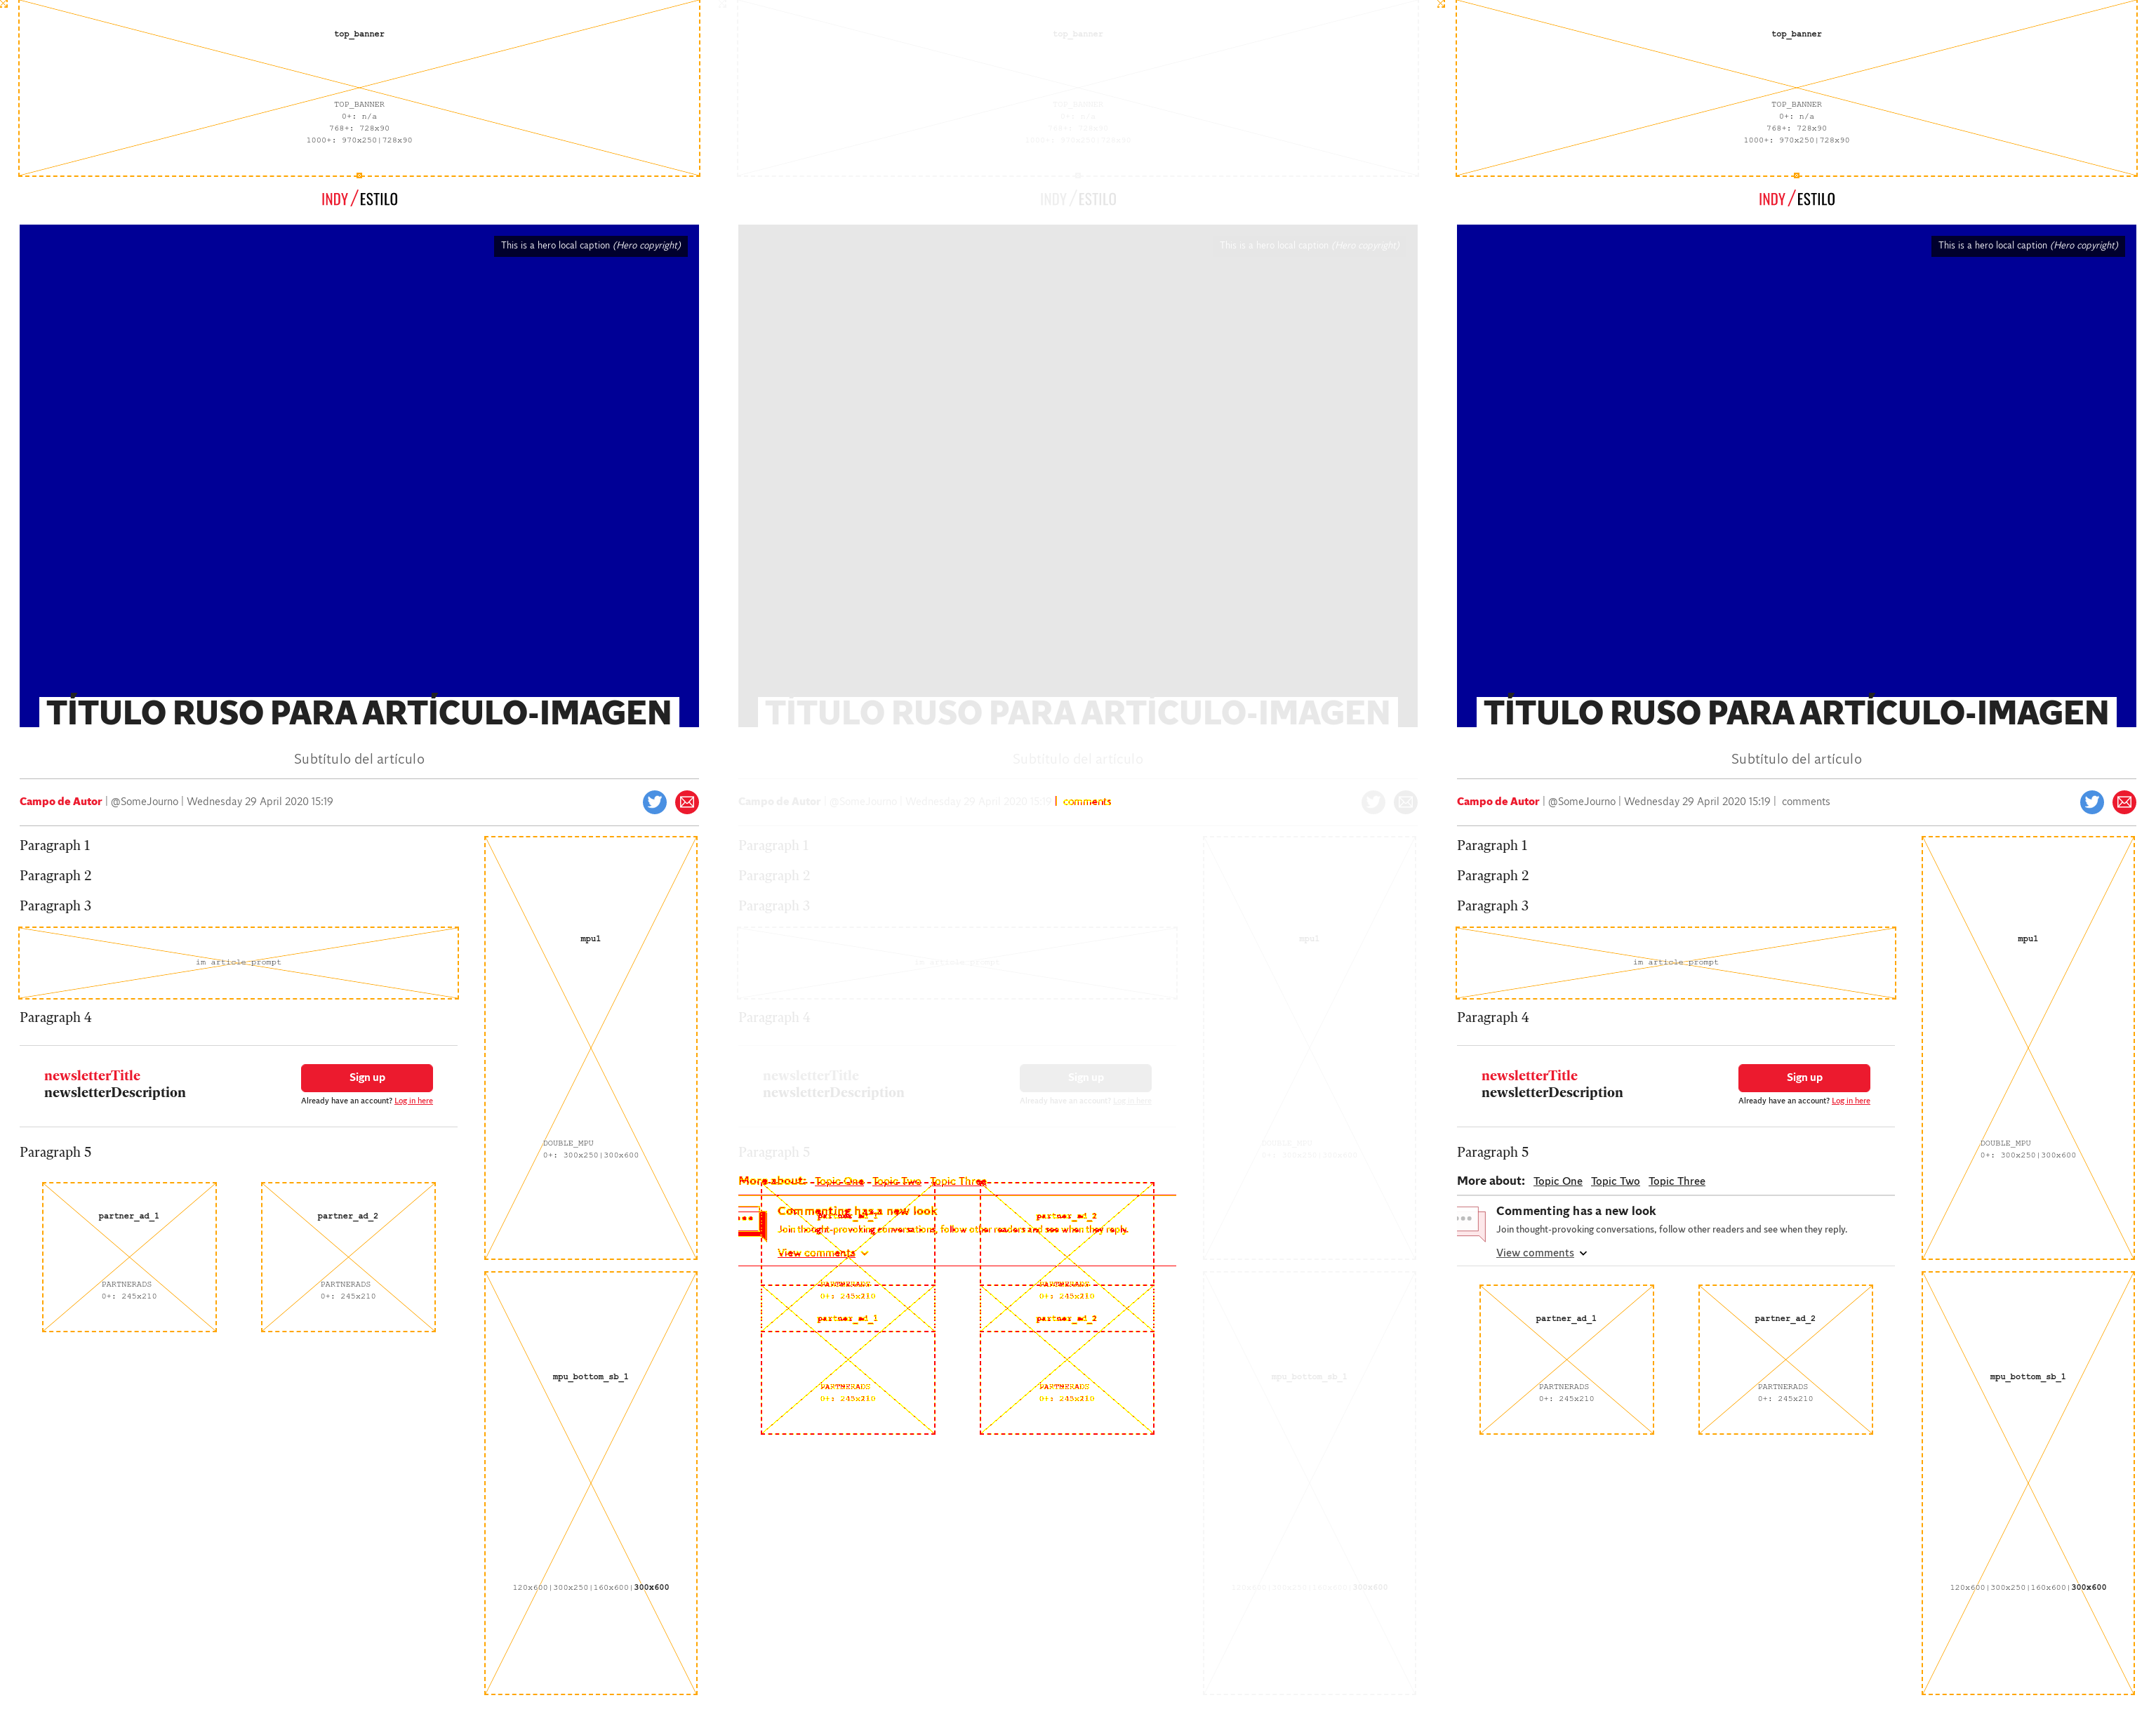 top_banner
TOP_BANNER
0+: n/a
768+: 728x90
1000+: 970x250|728x90
INDY/ESTILO
This is a hero local caption (Hero copyright)
TÍTULO RUSO PARA ARTÍCULO-IMAGEN
Subtítulo del artículo
Campo de Autor | @SomeJourno | Wednesday 29 April 2020 15:19
Paragraph 1
Paragraph 2
Paragraph 3
im article prompt
Paragraph 4
newsletterTitle
newsletterDescription
Sign up
Already have an account? Log in here
Paragraph 5
partner_ad_1
PARTNERADS
0+: 245x210
partner_ad_2
PARTNERADS
0+: 245x210
mpu1
DOUBLE_MPU
0+: 300x250|300x600
mpu_bottom_sb_1
120x600|300x250|160x600|300x600
top_banner
TOP_BANNER
0+: n/a
768+: 728x90
1000+: 970x250|728x90
INDY/ESTILO
This is a hero local caption (Hero copyright)
TÍTULO RUSO PARA ARTÍCULO-IMAGEN
Subtítulo del artículo
Campo de Autor | @SomeJourno | Wednesday 29 April 2020 15:19 | comments
Paragraph 1
Paragraph 2
Paragraph 3
im article prompt
Paragraph 4
newsletterTitle
newsletterDescription
Sign up
Already have an account? Log in here
Paragraph 5
More about: Topic One Topic Two Topic Three
Commenting has a new look
partner_ad_1
partner_ad_2
Join thought-provoking conversations, follow other readers and see when they reply.
View comments
PARTNERADS
0+: 245x210
PARTNERADS
0+: 245x210
partner_ad_1
partner_ad_2
PARTNERADS
0+: 245x210
PARTNERADS
0+: 245x210
mpu1
DOUBLE_MPU
0+: 300x250|300x600
mpu_bottom_sb_1
120x600|300x250|160x600|300x600
top_banner
TOP_BANNER
0+: n/a
768+: 728x90
1000+: 970x250|728x90
INDY/ESTILO
This is a hero local caption (Hero copyright)
TÍTULO RUSO PARA ARTÍCULO-IMAGEN
Subtítulo del artículo
Campo de Autor | @SomeJourno | Wednesday 29 April 2020 15:19 | comments
Paragraph 1
Paragraph 2
Paragraph 3
im article prompt
Paragraph 4
newsletterTitle
newsletterDescription
Sign up
Already have an account? Log in here
Paragraph 5
More about: Topic One Topic Two Topic Three
Commenting has a new look
Join thought-provoking conversations, follow other readers and see when they reply.
View comments
partner_ad_1
PARTNERADS
0+: 245x210
partner_ad_2
PARTNERADS
0+: 245x210
mpu1
DOUBLE_MPU
0+: 300x250|300x600
mpu_bottom_sb_1
120x600|300x250|160x600|300x600